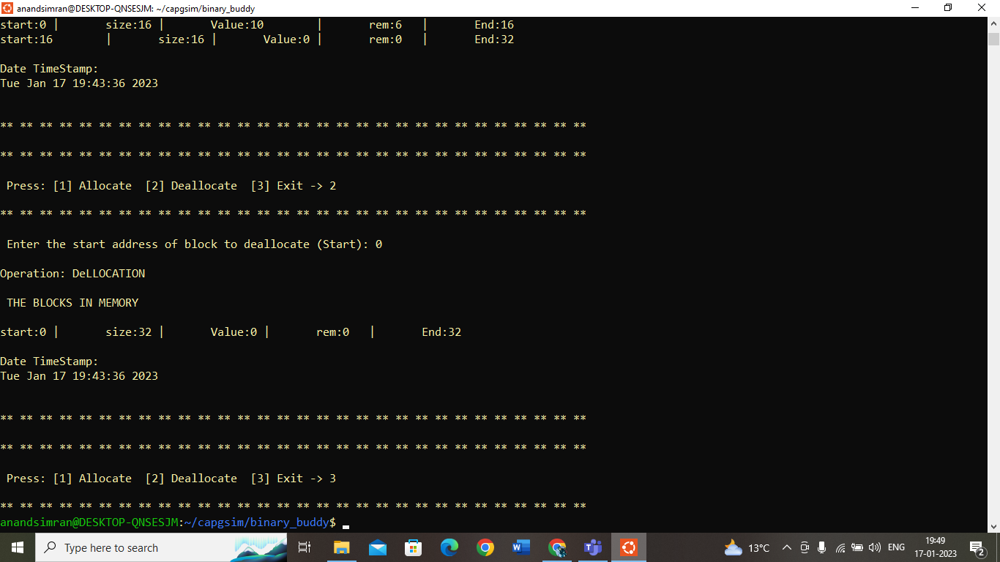 anandsimran@DESKTOP-QNSESJM: ~/capgsim/binary_buddy
start:0 | size:16 | Value:10 | rem:6 | End:16
start:16 | size:16 | Value:0 | rem:0 | End:32
Date TimeStamp:
Tue Jan 17 19:43:36 2023
** ** ** ** ** ** ** ** ** ** ** ** ** ** ** ** ** ** ** ** ** ** ** ** ** ** ** ** ** **
** ** ** ** ** ** ** ** ** ** ** ** ** ** ** ** ** ** ** ** ** ** ** ** ** ** ** ** ** **
Press: [1] Allocate [2] Deallocate [3] Exit -> 2
** ** ** ** ** ** ** ** ** ** ** ** ** ** ** ** ** ** ** ** ** ** ** ** ** ** ** ** ** **
Enter the start address of block to deallocate (Start): 0
Operation: DeLLOCATION
THE BLOCKS IN MEMORY
start:0 | size:32 | Value:0 | rem:0 | End:32
Date TimeStamp:
Tue Jan 17 19:43:36 2023
** ** ** ** ** ** ** ** ** ** ** ** ** ** ** ** ** ** ** ** ** ** ** ** ** ** ** ** ** **
** ** ** ** ** ** ** ** ** ** ** ** ** ** ** ** ** ** ** ** ** ** ** ** ** ** ** ** ** **
Press: [1] Allocate [2] Deallocate [3] Exit -> 3
** ** ** ** ** ** ** ** ** ** ** ** ** ** ** ** ** ** ** ** ** ** ** ** ** ** ** ** ** **
anandsimran@DESKTOP-QNSESJM:~/capgsim/binary_buddy$
Type here to search
13°C
ENG
19:49
17-01-2023
2